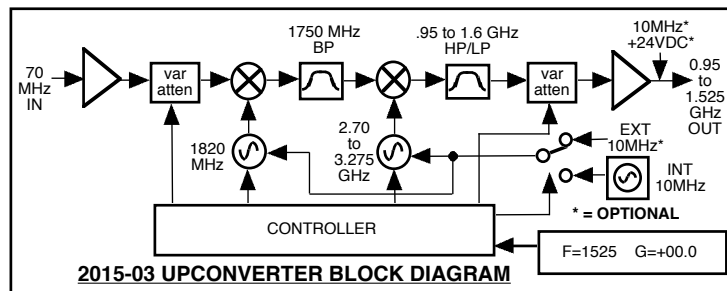 1750 MHz
BP
.95 to 1.6 GHz
HP/LP
10MHz*
+24VDC*
70
MHz
IN
var
atten
var
atten
0.95
to
1.525
GHz
OUT
1820
MHz
2.70
to
3.275
GHz
EXT
10MHz*
INT
10MHz
* = OPTIONAL
CONTROLLER
F=1525 G=+00.0
2015-03 UPCONVERTER BLOCK DIAGRAM